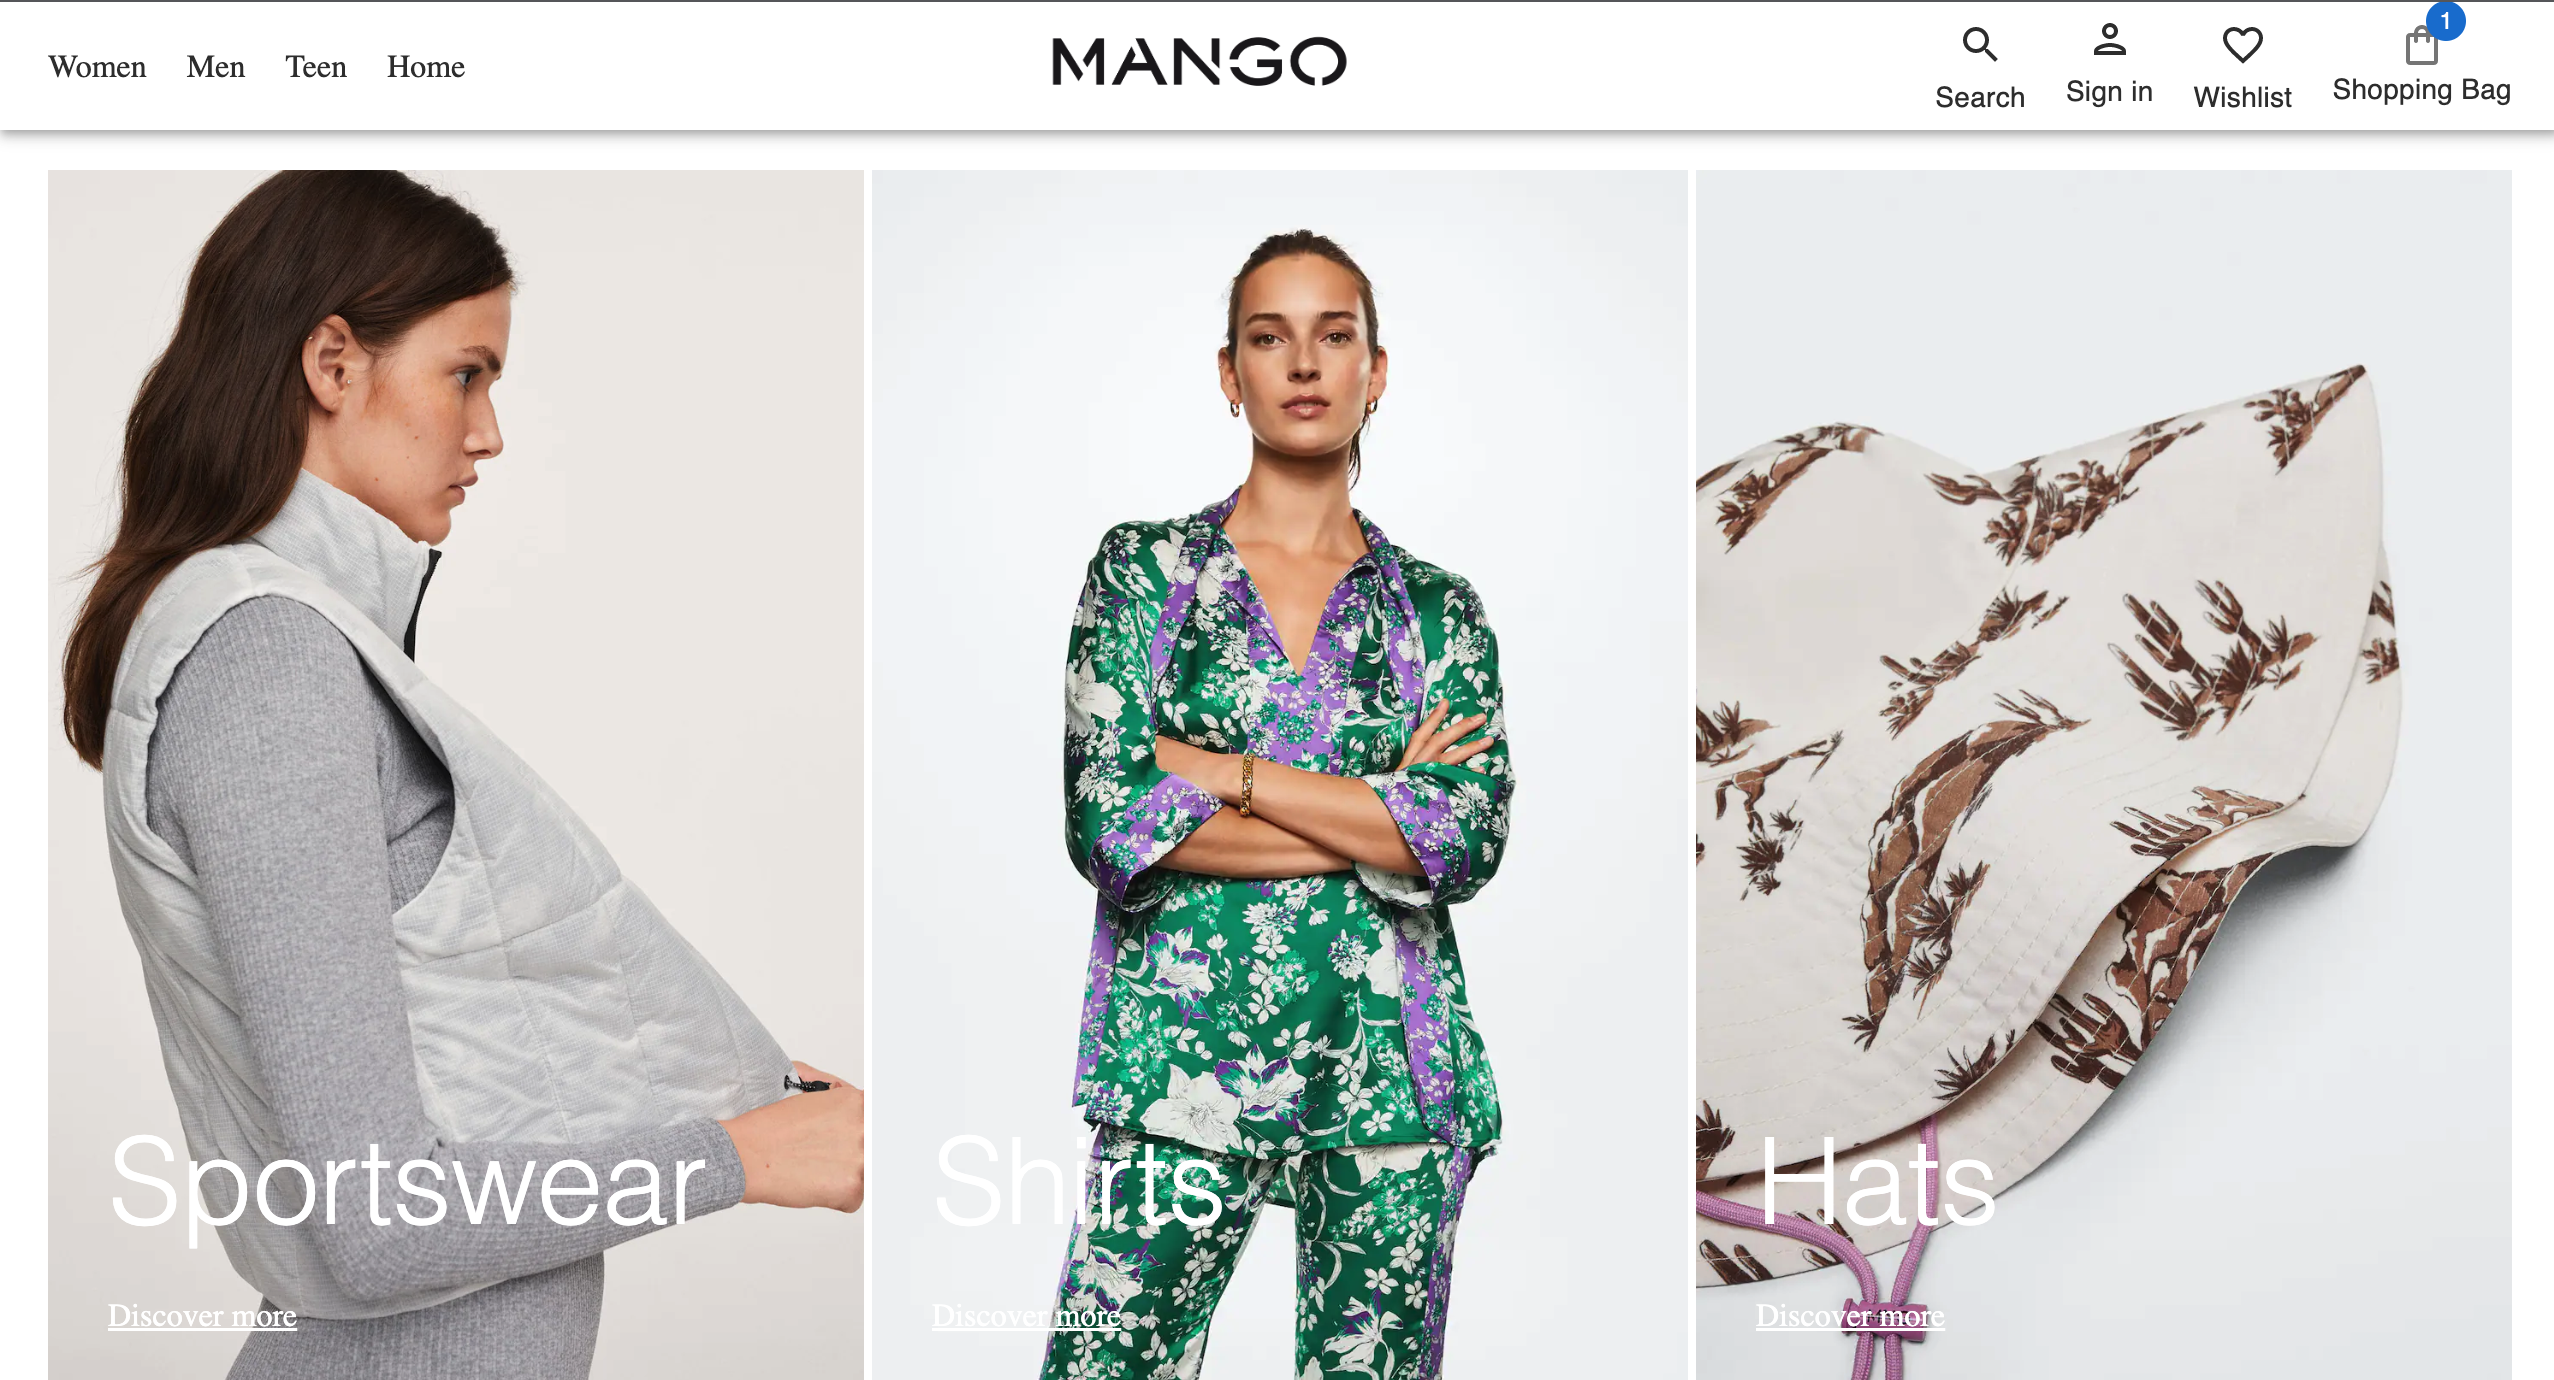 Women Men Teen Home
MANGO
Search
Sign in
Wishlist
1
Shopping Bag
Sportswear
Discover more
Shirts
Discover more
Hats
Discover more